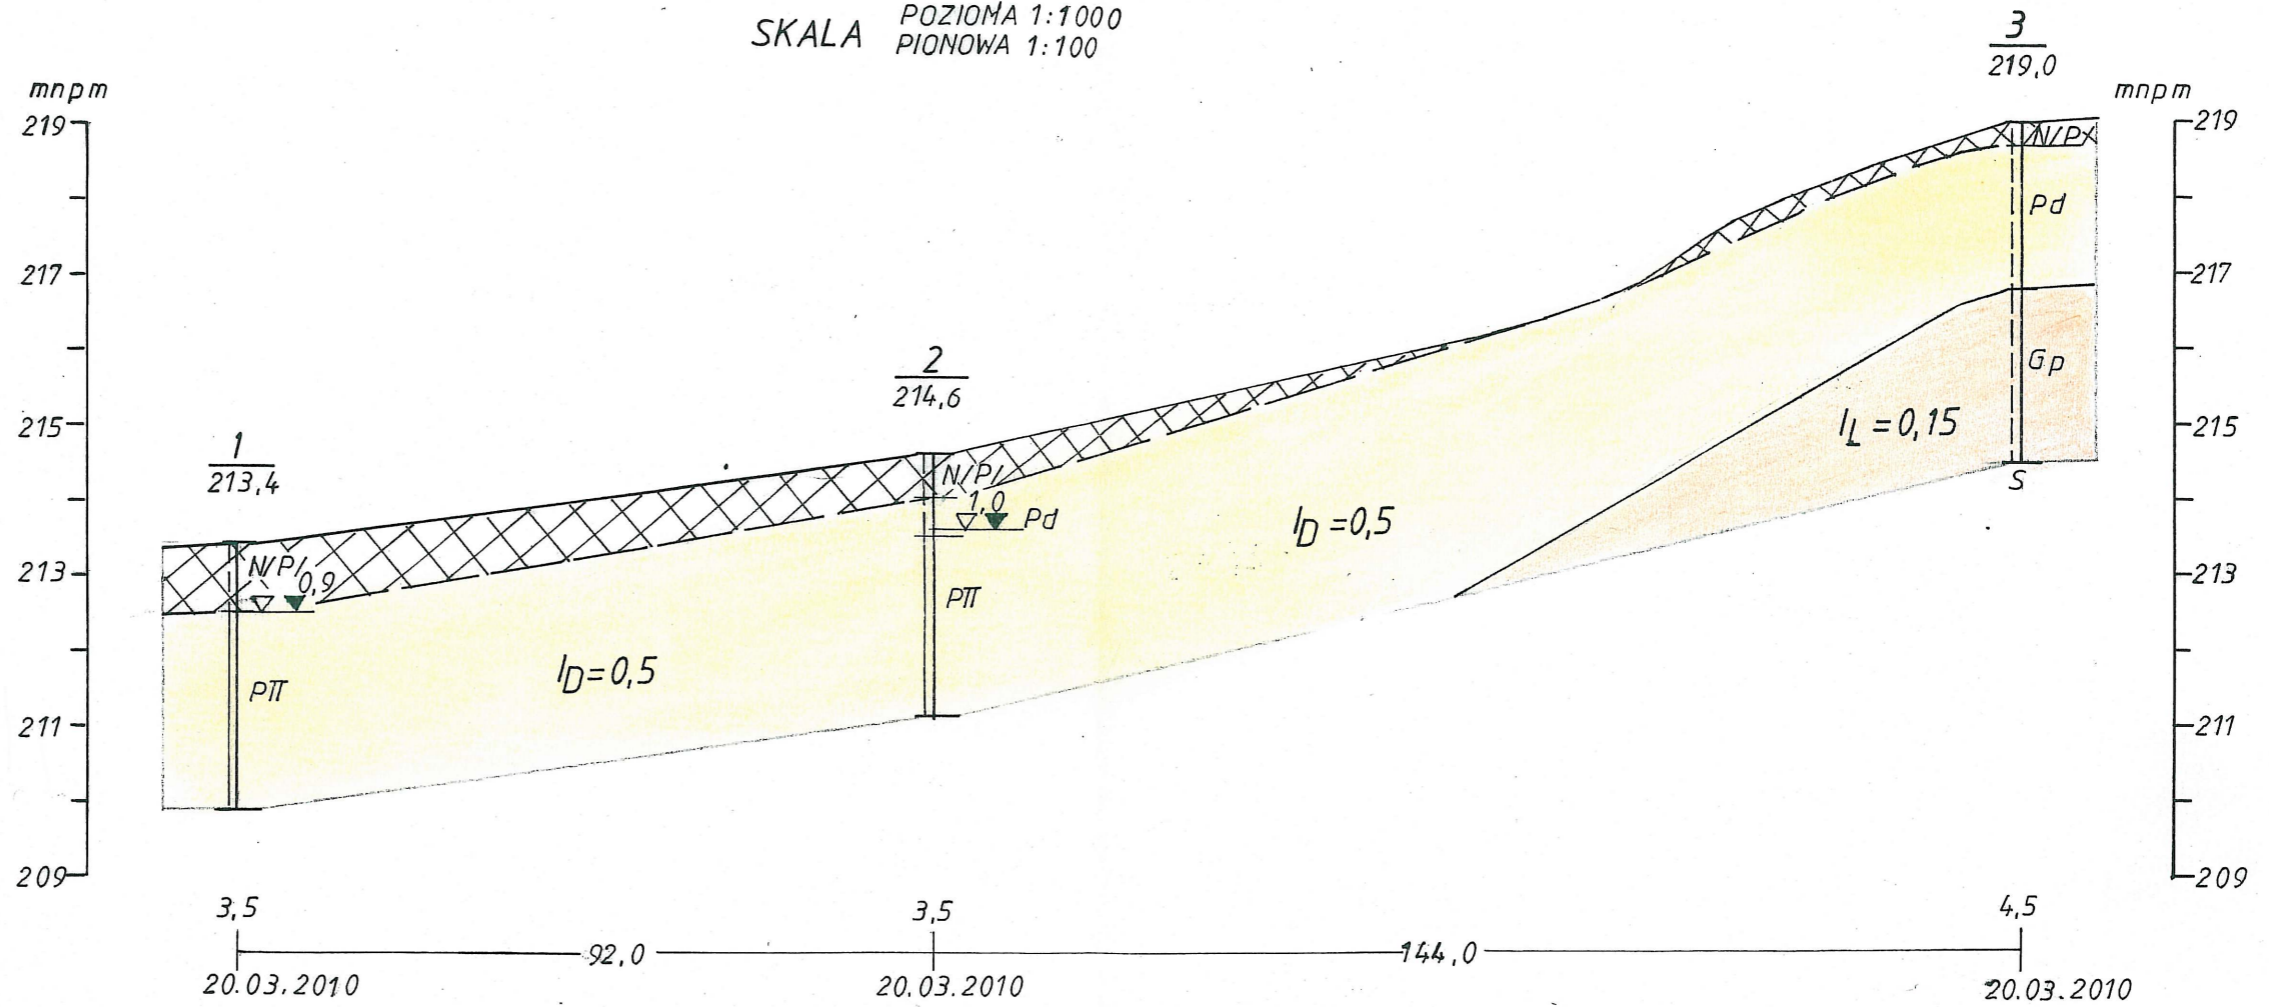 SKALA POZIOMA 1:1000
PIONOWA 1:100
3
219,0
mnpm
mnpm
219
219
N/P
Pd
217
217
2
214,6
Gp
215
215
1
213,4
I_L=0,15
N/P/
1,0
S
Pd
I_D=0,5
213
213
N/P/
0,9
PΠ
I_D=0,5
PΠ
211
211
209
209
3,5
3,5
4,5
92,0
144,0
20.03.2010
20.03.2010
20.03.2010